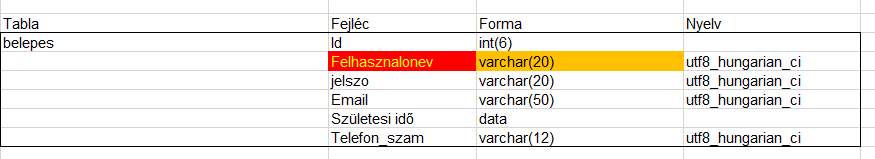 Tabla Fejléc Forma Nyelv
belepes Id int(6)
Felhasznalonev varchar(20) utf8_hungarian_ci
jelszo varchar(20) utf8_hungarian_ci
Email varchar(50) utf8_hungarian_ci
Születesi idő data
Telefon_szam varchar(12) utf8_hungarian_ci